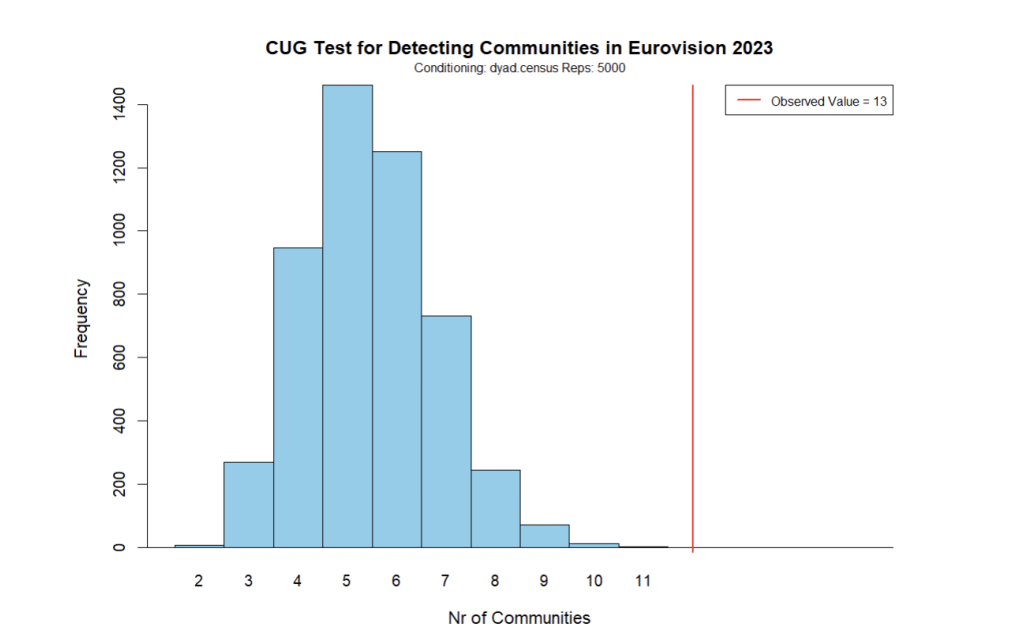 CUG Test for Detecting Communities in Eurovision 2023
Conditioning: dyad.census Reps: 5000
Observed Value = 13
Frequency
1400
1200
1000
800
600
400
200
0
2 3 4 5 6 7 8 9 10 11
Nr of Communities